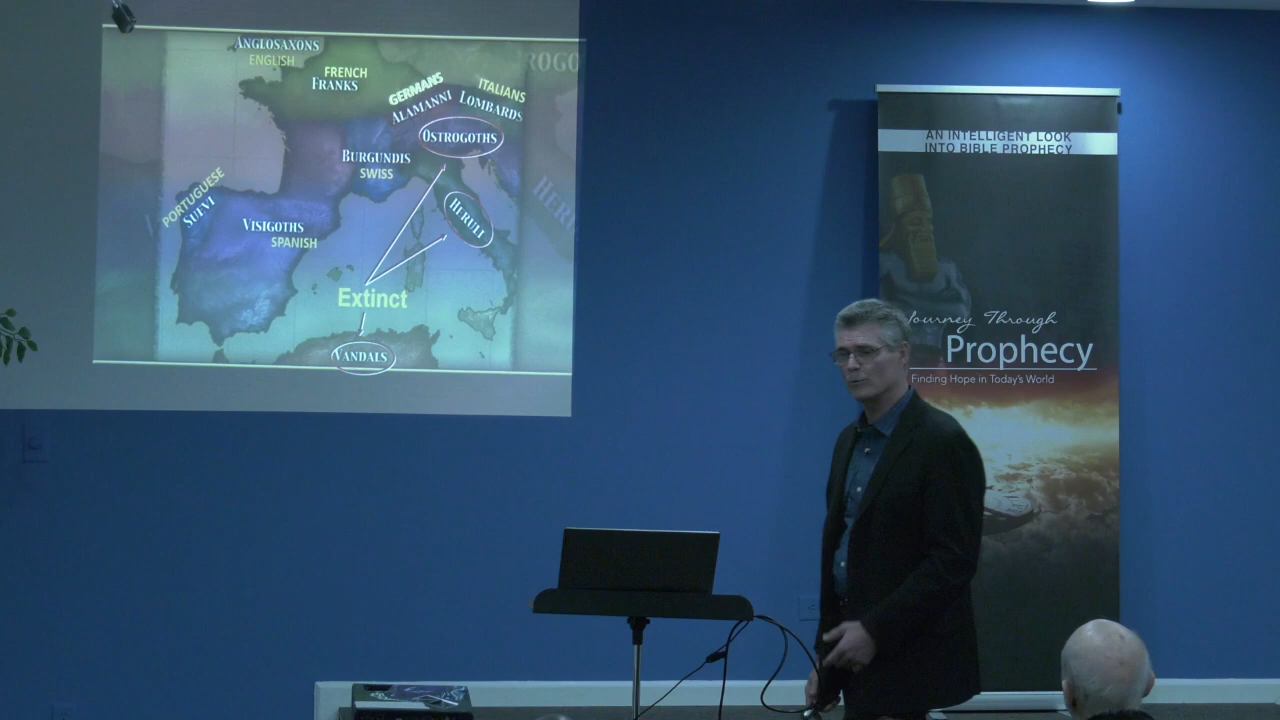 ANGLOSAXONS
ENGLISH
FRENCH
FRANKS
GERMANS
ALAMANNI
ITALIANS
LOMBARDS
OSTROGOTHS
BURGUNDIS
SWISS
HERULI
PORTUGUESE
SUEVI
VISIGOTHS
SPANISH
Extinct
VANDALS
AN INTELLIGENT LOOK
INTO BIBLE PROPHECY
Journey Through
Prophecy
Finding Hope in Today's World